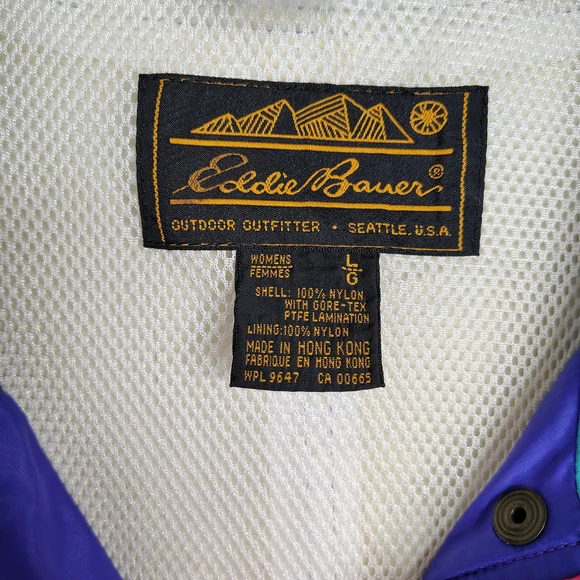 Eddie Bauer®
OUTDOOR OUTFITTER • SEATTLE, U.S.A.
WOMENS L
FEMMES G
SHELL: 100% NYLON
WITH GORE-TEX
PTFE LAMINATION
LINING: 100% NYLON
MADE IN HONG KONG
FABRIQUE EN HONG KONG
WPL 9647 CA 00665